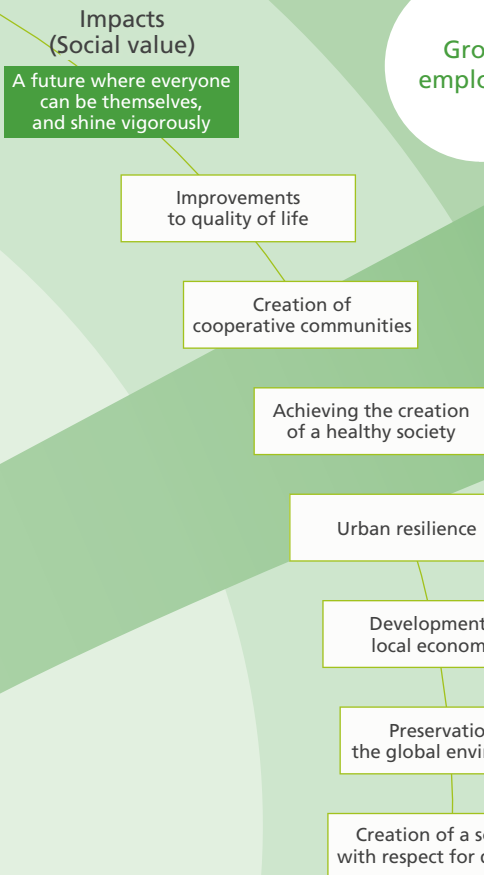 Impacts
(Social value)
A future where everyone
can be themselves,
and shine vigorously
Gro
emplo
Improvements
to quality of life
Creation of
cooperative communities
Achieving the creation
of a healthy society
Urban resilience
Development
local econom
Preservatio
the global envi
Creation of a s
with respect for